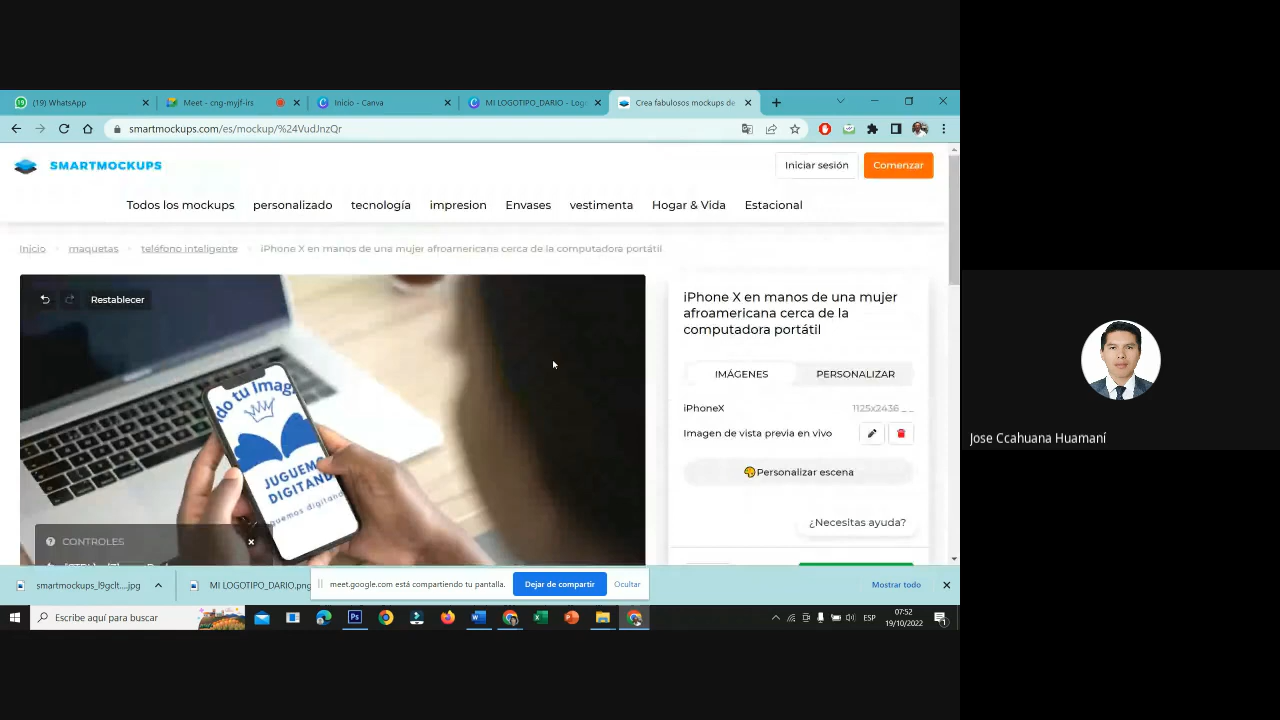 (19) WhatsApp
Meet - cng-myjf-irs
Inicio - Canva
MI LOGOTIPO_DARIO - Log
Crea fabulosos mockups de
smartmockups.com/es/mockup/%24VudJnzQr
SMARTMOCKUPS
Iniciar sesión
Comenzar
Todos los mockups
personalizado
tecnología
impresion
Envases
vestimenta
Hogar & Vida
Estacional
Inicio
maquetas
teléfono inteligente
iPhone X en manos de una mujer afroamericana cerca de la computadora portátil
Restablecer
do tu Imag
JUGUEM
DIGITAND
guemos digitand
CONTROLES
iPhone X en manos de una mujer
afroamericana cerca de la
computadora portátil
IMÁGENES
PERSONALIZAR
iPhoneX
1125x2436
Imagen de vista previa en vivo
Personalizar escena
¿Necesitas ayuda?
smartmockups_l9gclt....jpg
MI LOGOTIPO_DARIO.png
meet.google.com está compartiendo tu pantalla.
Dejar de compartir
Ocultar
Mostrar todo
Escribe aquí para buscar
ESP
07:52
19/10/2022
Jose Ccahuana Huamaní